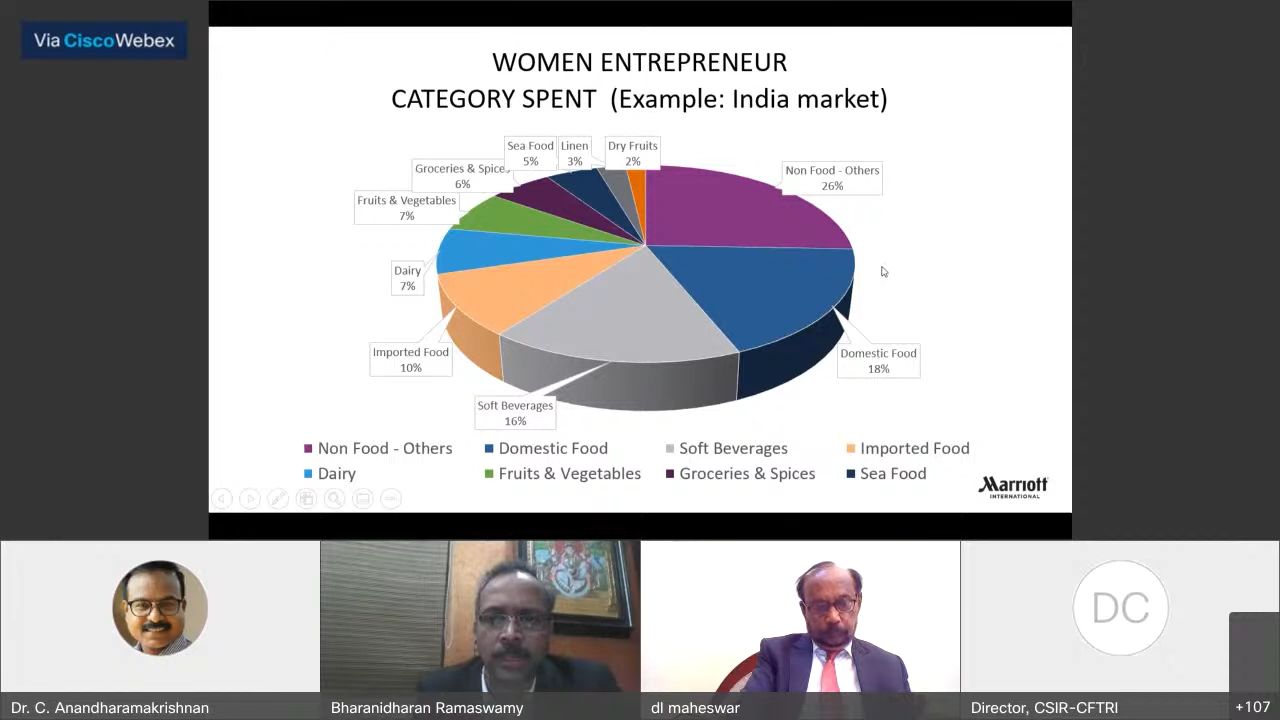 Via CiscoWebex
WOMEN ENTREPRENEUR
CATEGORY SPENT (Example: India market)
Sea Food
5%
Linen
3%
Dry Fruits
2%
Groceries & Spices
6%
Non Food - Others
26%
Fruits & Vegetables
7%
Dairy
7%
Imported Food
10%
Domestic Food
18%
Soft Beverages
16%
Non Food - Others
Domestic Food
Soft Beverages
Imported Food
Dairy
Fruits & Vegetables
Groceries & Spices
Sea Food
Marriott
INTERNATIONAL
DC
Dr. C. Anandharamakrishnan
Bharanidharan Ramaswamy
dl maheswar
Director, CSIR-CFTRI
+107